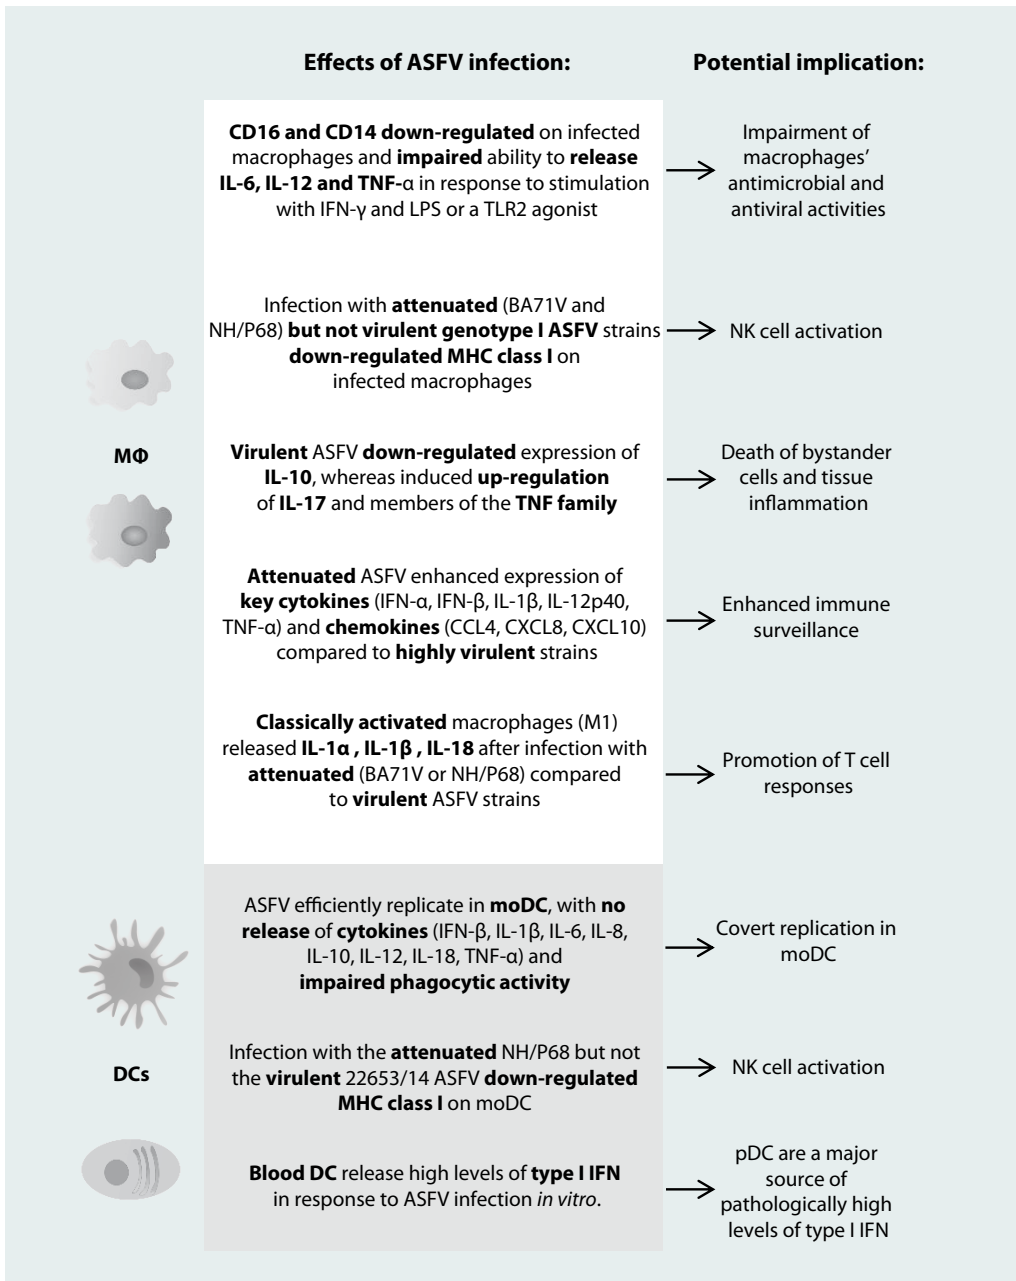 Effects of ASFV infection:
Potential implication:
CD16 and CD14 down-regulated on infected
macrophages and impaired ability to release
IL-6, IL-12 and TNF-α in response to stimulation
with IFN-γ and LPS or a TLR2 agonist
Impairment of
macrophages’
antimicrobial and
antiviral activities
Infection with attenuated (BA71V and
NH/P68) but not virulent genotype I ASFV strains
down-regulated MHC class I on
infected macrophages
NK cell activation
MΦ
Virulent ASFV down-regulated expression of
IL-10, whereas induced up-regulation
of IL-17 and members of the TNF family
Death of bystander
cells and tissue
inflammation
Attenuated ASFV enhanced expression of
key cytokines (IFN-α, IFN-β, IL-1β, IL-12p40,
TNF-α) and chemokines (CCL4, CXCL8, CXCL10)
compared to highly virulent strains
Enhanced immune
surveillance
Classically activated macrophages (M1)
released IL-1α , IL-1β , IL-18 after infection with
attenuated (BA71V or NH/P68) compared
to virulent ASFV strains
Promotion of T cell
responses
ASFV efficiently replicate in moDC, with no
release of cytokines (IFN-β, IL-1β, IL-6, IL-8,
IL-10, IL-12, IL-18, TNF-α) and
impaired phagocytic activity
Covert replication in
moDC
DCs
Infection with the attenuated NH/P68 but not
the virulent 22653/14 ASFV down-regulated
MHC class I on moDC
NK cell activation
Blood DC release high levels of type I IFN
in response to ASFV infection in vitro.
pDC are a major
source of
pathologically high
levels of type I IFN